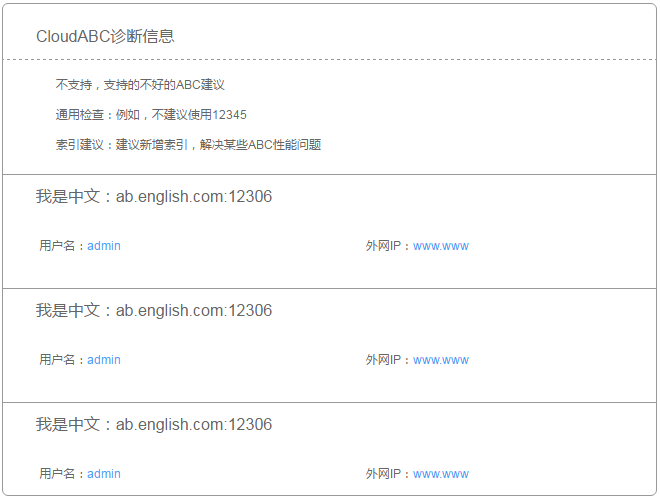 CloudABC诊断信息
不支持，支持的不好的ABC建议
通用检查：例如，不建议使用12345
索引建议：建议新增索引，解决某些ABC性能问题
我是中文：ab.english.com:12306
用户名：admin 外网IP：www.www
我是中文：ab.english.com:12306
用户名：admin 外网IP：www.www
我是中文：ab.english.com:12306
用户名：admin 外网IP：www.www